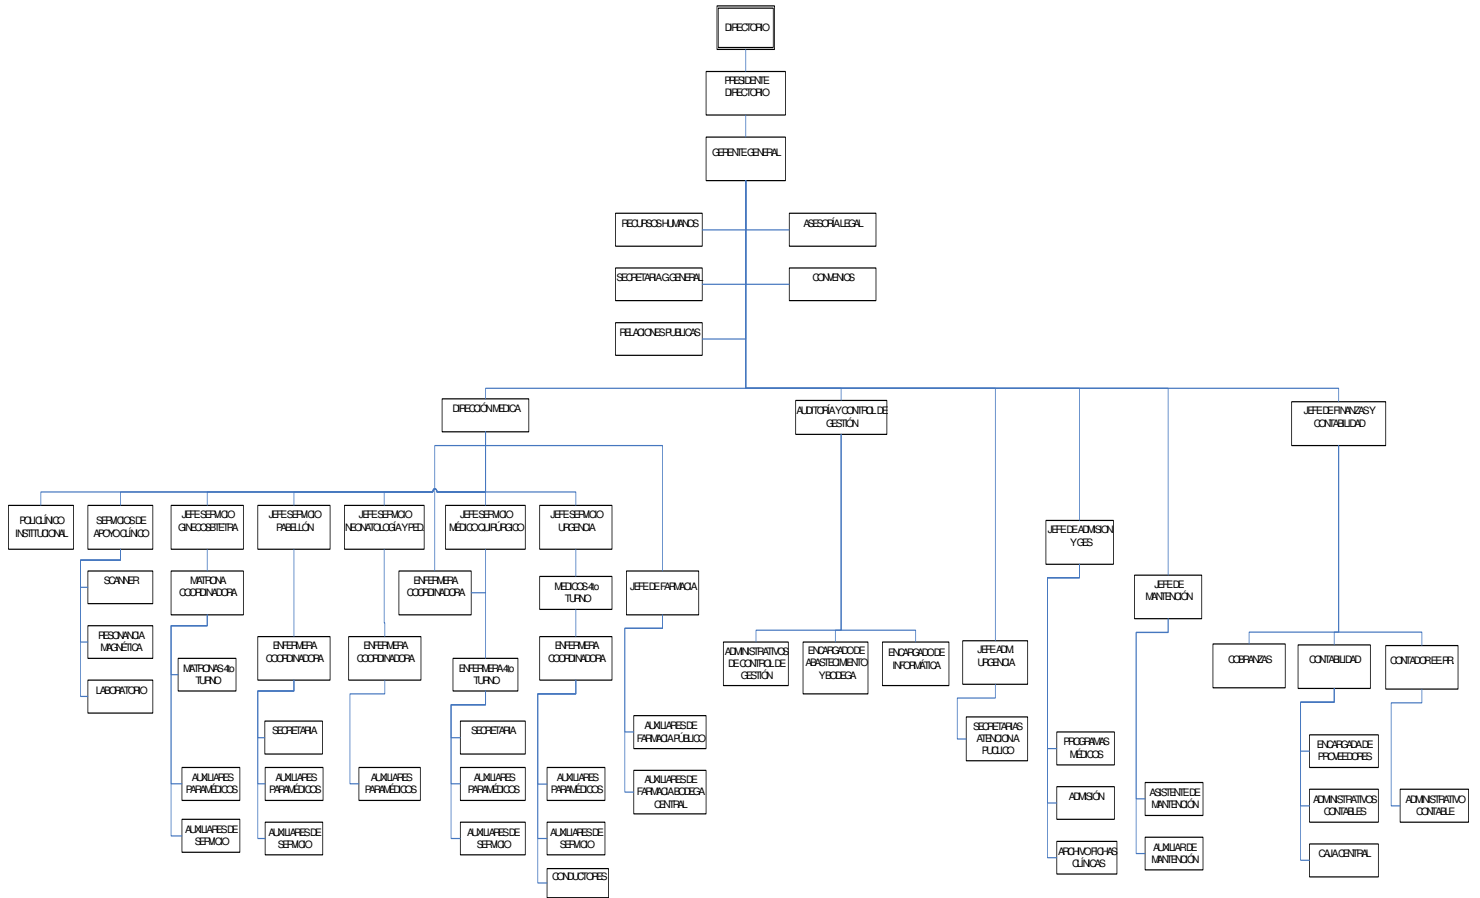 DIRECTORIO
PRESIDENTE
DIRECTORIO
GERENTE GENERAL
RECURSOS HUMANOS
ASESORÍA LEGAL
SECRETARIA G.GENERAL
CONVENIOS
RELACIONES PUBLICAS
DIRECCIÓN MEDICA
AUDITORÍA Y CONTROL DE
GESTIÓN
JEFE DE FINANZAS Y
CONTABILIDAD
POLICLÍNICO
INSTITUCIONAL
SERVICIOS DE
APOYO CLÍNICO
JEFE SERVICIO
GINECOSBTETRA
JEFE SERVICIO
PABELLÓN
JEFE SERVICIO
NEONATOLOGÍA Y PED.
JEFE SERVICIO
MÉDICO QUIRÚRGICO
JEFE SERVICIO
URGENCIA
JEFE DE ADMISION
Y GES
SCANNER
MATRONA
COORDINADORA
ENFERMERA
COORDINADORA
MEDICOS 4to
TURNO
JEFE DE FARMACIA
JEFE DE
MANTENCIÓN
RESONANCIA
MAGNÉTICA
ENFERMERA
COORDINADORA
ENFERMERA
COORDINADORA
ENFERMERA
COORDINADORA
ADMINISTRATIVOS
DE CONTROL DE
GESTIÓN
ENCARGADO DE
ABASTECIMIENTO
Y BODEGA
ENCARGADO DE
INFORMÁTICA
JEFE ADM.
URGENCIA
COBRANZAS
CONTABILIDAD
CONTADOR EE.PP.
LABORATORIO
MATRONAS 4to
TURNO
ENFERMERA 4to
TURNO
SECRETARIA
SECRETARIA
AUXILIARES DE
FARMACIA PÚBLICO
SECRETARIAS
ATENCION A
PUCLICO
PROGRAMAS
MÉDICOS
ENCARGADA DE
PROVEEDORES
AUXILIARES
PARAMÉDICOS
AUXILIARES
PARAMÉDICOS
AUXILIARES
PARAMÉDICOS
AUXILIARES
PARAMÉDICOS
AUXILIARES
PARAMÉDICOS
AUXILIARES DE
FARMACIA BODEGA
CENTRAL
ADMISIÓN
ASISTENTE DE
MANTENCIÓN
ADMINISTRATIVOS
CONTABLES
ADMINISTRATIVO
CONTABLE
AUXILIARES DE
SERVICIO
AUXILIARES DE
SERVICIO
AUXILIARES DE
SERVICIO
AUXILIARES DE
SERVICIO
ARCHIVO FICHAS
CLÍNICAS
AUXILIAR DE
MANTENCIÓN
CAJA CENTRAL
CONDUCTORES